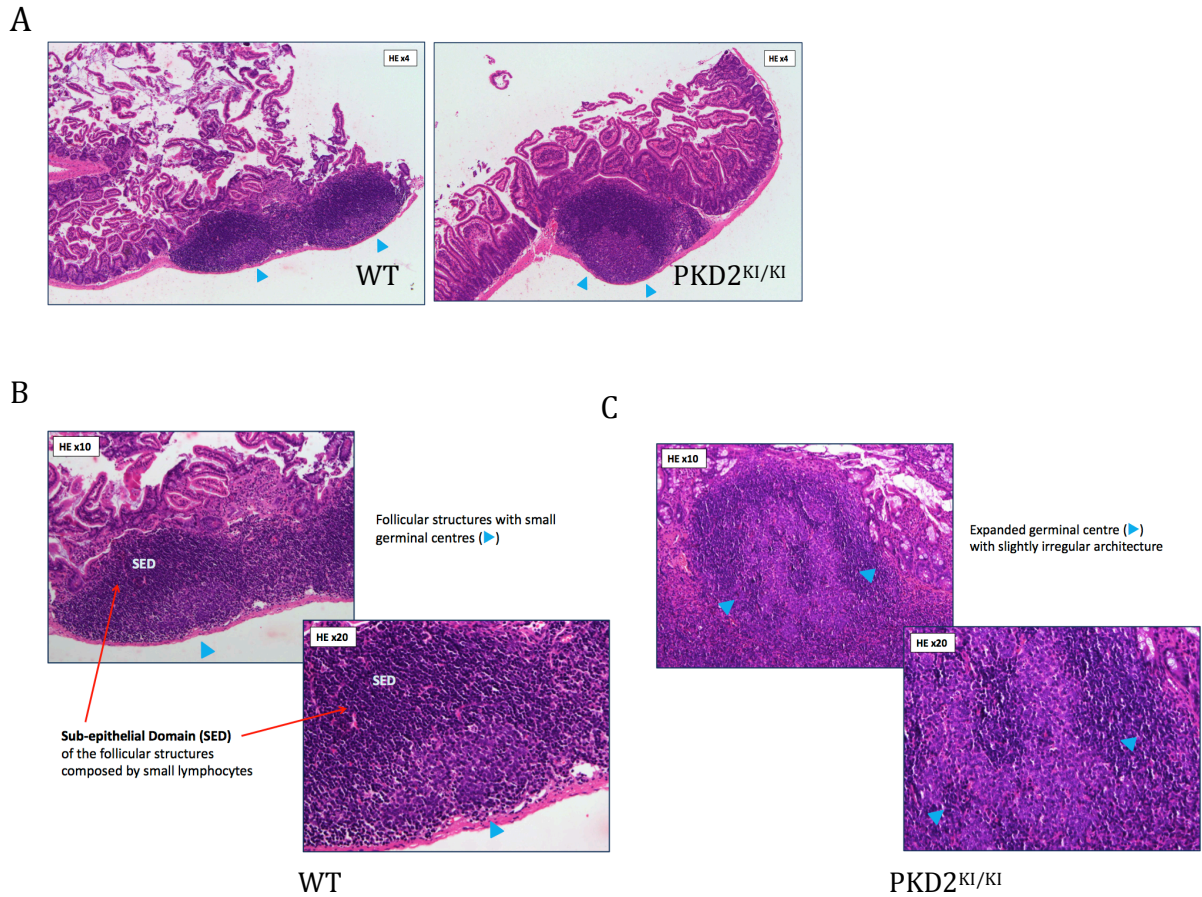 A
HE x4
WT
HE x4
PKD2KI/KI
B
HE x10
SED
Follicular structures with small
germinal centres (▶)
HE x20
SED
Sub-epithelial Domain (SED)
of the follicular structures
composed by small lymphocytes
WT
C
HE x10
Expanded germinal centre (▶)
with slightly irregular architecture
HE x20
PKD2KI/KI